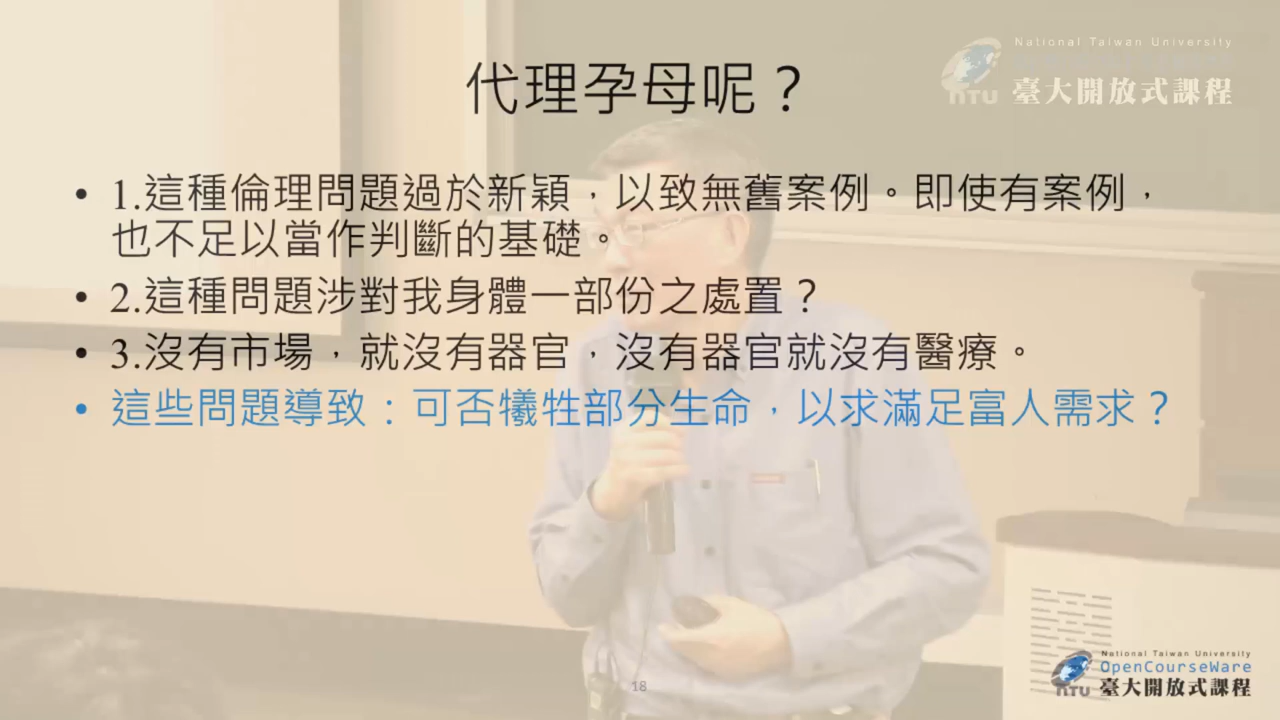 National Taiwan University
臺大開放式課程
NTU
代理孕母呢？
• 1.這種倫理問題過於新穎，以致無舊案例。即使有案例，
也不足以當作判斷的基礎。
• 2.這種問題涉對我身體一部份之處置？
• 3.沒有市場，就沒有器官，沒有器官就沒有醫療。
• 這些問題導致：可否犧牲部分生命，以求滿足富人需求？
National Taiwan University
OpenCourseWare
NTU 臺大開放式課程
18